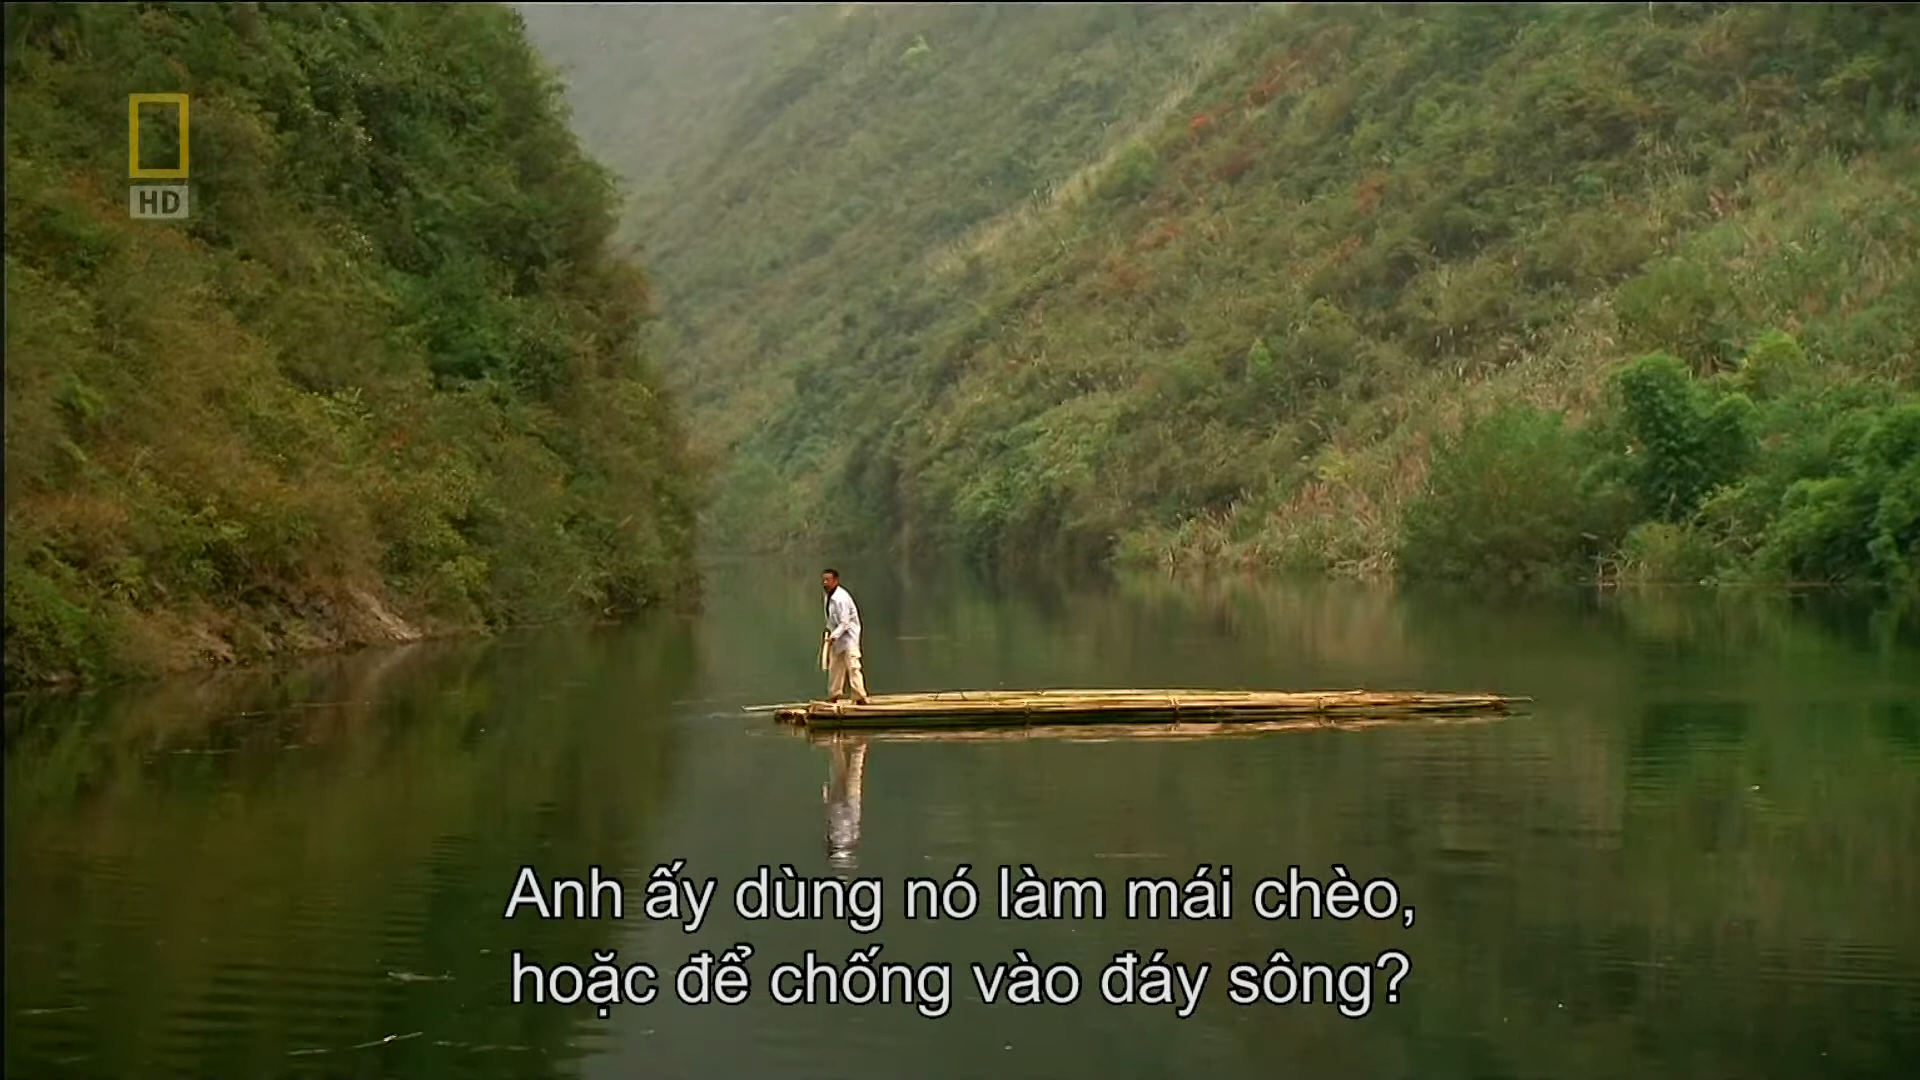 HD
Anh ấy dùng nó làm mái chèo,
hoặc để chống vào đáy sông?